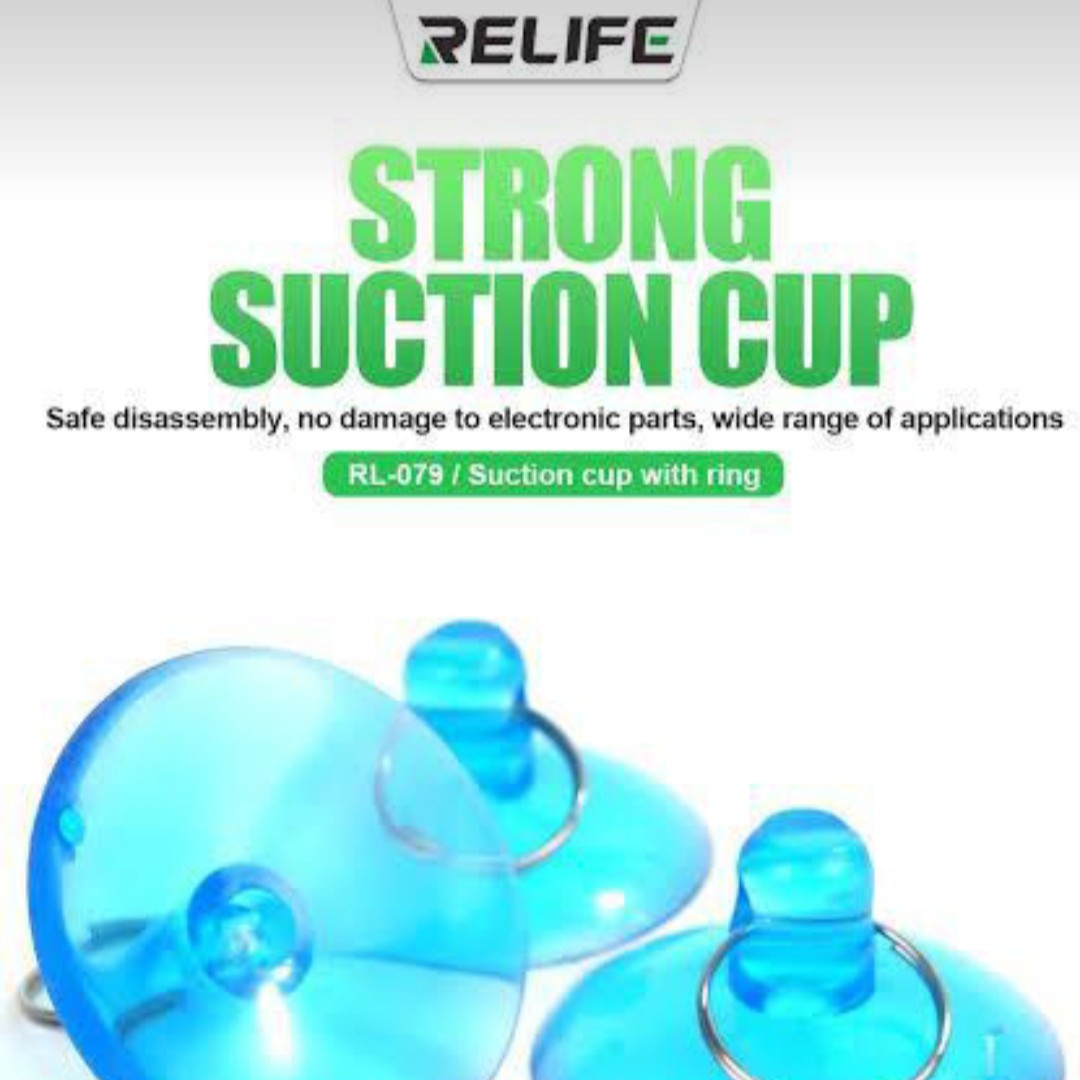 RELIFE
STRONG
SUCTION CUP
Safe disassembly, no damage to electronic parts, wide range of applications
RL-079 / Suction cup with ring